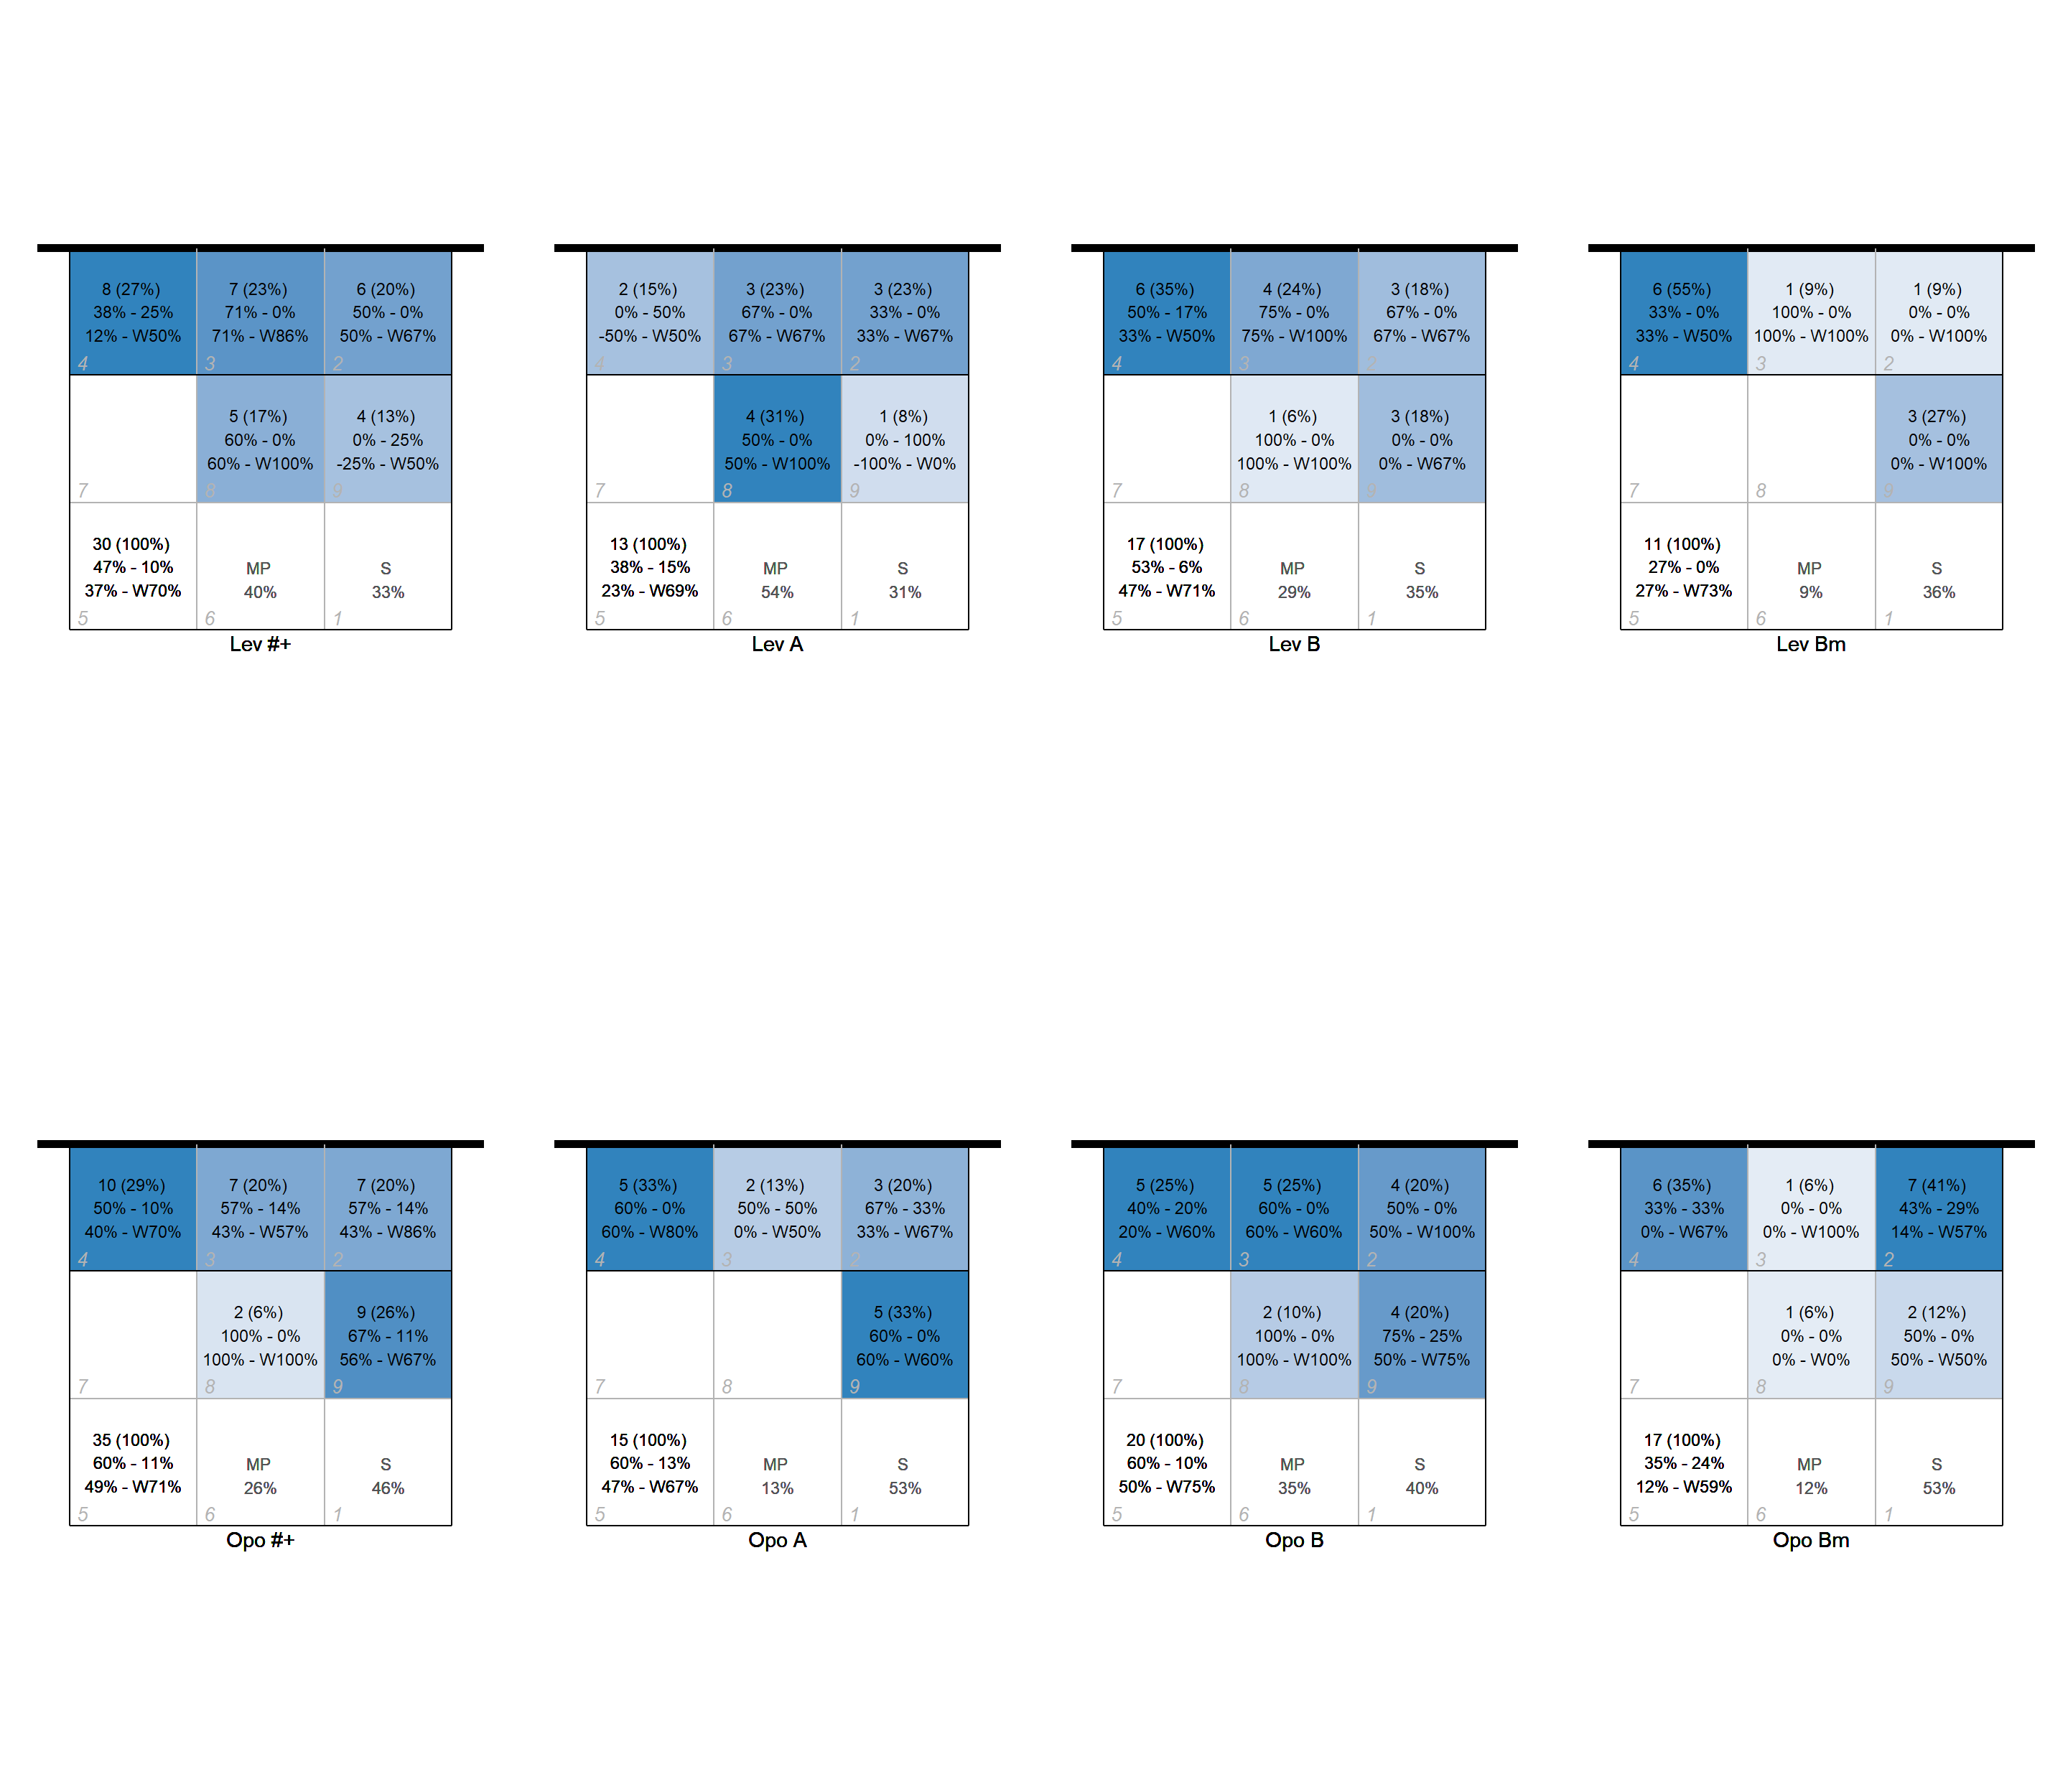 8 (27%)
38% - 25%
12% - W50%
4
7 (23%)
71% - 0%
71% - W86%
3
6 (20%)
50% - 0%
50% - W67%
2
7
5 (17%)
60% - 0%
60% - W100%
8
4 (13%)
0% - 25%
-25% - W50%
9
30 (100%)
47% - 10%
37% - W70%
5
MP
40%
6
S
33%
1
Lev #+
2 (15%)
0% - 50%
-50% - W50%
4
3 (23%)
67% - 0%
67% - W67%
3
3 (23%)
33% - 0%
33% - W67%
2
7
4 (31%)
50% - 0%
50% - W100%
8
1 (8%)
0% - 100%
-100% - W0%
9
13 (100%)
38% - 15%
23% - W69%
5
MP
54%
6
S
31%
1
Lev A
6 (35%)
50% - 17%
33% - W50%
4
4 (24%)
75% - 0%
75% - W100%
3
3 (18%)
67% - 0%
67% - W67%
2
7
1 (6%)
100% - 0%
100% - W100%
8
3 (18%)
0% - 0%
0% - W67%
9
17 (100%)
53% - 6%
47% - W71%
5
MP
29%
6
S
35%
1
Lev B
6 (55%)
33% - 0%
33% - W50%
4
1 (9%)
100% - 0%
100% - W100%
3
1 (9%)
0% - 0%
0% - W100%
2
7
8
3 (27%)
0% - 0%
0% - W100%
9
11 (100%)
27% - 0%
27% - W73%
5
MP
9%
6
S
36%
1
Lev Bm
10 (29%)
50% - 10%
40% - W70%
4
7 (20%)
57% - 14%
43% - W57%
3
7 (20%)
57% - 14%
43% - W86%
2
7
2 (6%)
100% - 0%
100% - W100%
8
9 (26%)
67% - 11%
56% - W67%
9
35 (100%)
60% - 11%
49% - W71%
5
MP
26%
6
S
46%
1
Opo #+
5 (33%)
60% - 0%
60% - W80%
4
2 (13%)
50% - 50%
0% - W50%
3
3 (20%)
67% - 33%
33% - W67%
2
7
8
5 (33%)
60% - 0%
60% - W60%
9
15 (100%)
60% - 13%
47% - W67%
5
MP
13%
6
S
53%
1
Opo A
5 (25%)
40% - 20%
20% - W60%
4
5 (25%)
60% - 0%
60% - W60%
3
4 (20%)
50% - 0%
50% - W100%
2
7
2 (10%)
100% - 0%
100% - W100%
8
4 (20%)
75% - 25%
50% - W75%
9
20 (100%)
60% - 10%
50% - W75%
5
MP
35%
6
S
40%
1
Opo B
6 (35%)
33% - 33%
0% - W67%
4
1 (6%)
0% - 0%
0% - W100%
3
7 (41%)
43% - 29%
14% - W57%
2
7
1 (6%)
0% - 0%
0% - W0%
8
2 (12%)
50% - 0%
50% - W50%
9
17 (100%)
35% - 24%
12% - W59%
5
MP
12%
6
S
53%
1
Opo Bm